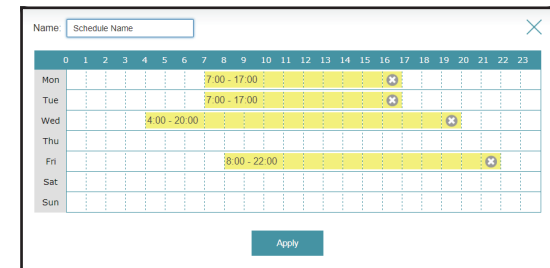 Name: Schedule Name
0 1 2 3 4 5 6 7 8 9 10 11 12 13 14 15 16 17 18 19 20 21 22 23
Mon 7:00 - 17:00
Tue 7:00 - 17:00
Wed 4:00 - 20:00
Thu
Fri 8:00 - 22:00
Sat
Sun
Apply